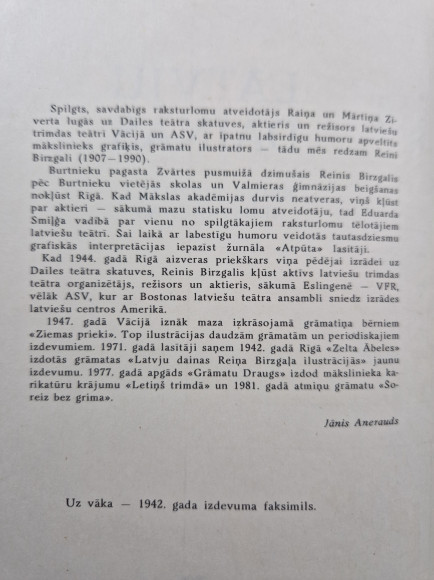 Spilgts, savdabīgs raksturlomu atveidotājs Raiņa un Mārtiņa Zī-
verta lugās uz Dailes teātra skatuves, aktieris un režisors latviešu
trimdas teātrī Vācijā un ASV, ar īpatnu labsirdīgu humoru apveltīts
mākslinieks grafiķis, grāmatu ilustrators — tādu mēs redzam Reini
Birzgali (1907—1990).
Burtnieku pagasta Zvārtes pusmuižā dzimušais Reinis Birzgalis
pēc Burtnieku vietējās skolas un Valmieras ģimnāzijas beigšanas
nokļūst Rīgā. Kad Mākslas akadēmijas durvis neatveras, viņš kļūst
par aktieri — sākumā mazu statisku lomu atveidotāju, tad Eduarda
Smiļģa vadībā par vienu no spilgtākajiem raksturlomu tēlotājiem
latviešu teātrī. Šai laikā ar labestīgu humoru veidotās tautasdziesmu
grafiskās interpretācijas iepazīst žurnāla «Atpūta» lasītāji.
Kad 1944. gadā Rīgā aizveras priekškars viņa pēdējai izrādei uz
Dailes teātra skatuves, Reinis Birzgalis kļūst aktīvs latviešu trimdas
teātra organizētājs, režisors un aktieris, sākumā Eslingenē — VFR,
vēlāk ASV, kur ar Bostonas latviešu teātra ansambli sniedz izrādes
latviešu centros Amerikā.
1947. gadā Vācijā iznāk maza izkrāsojamā grāmatiņa bērniem
«Ziemas prieki». Top ilustrācijas daudzām grāmatām un periodiskajiem
izdevumiem. 1971. gadā lasītāji saņem 1942. gadā Rīgā «Zelta Ābeles»
izdotās grāmatas «Latvju dainas Reiņa Birzgaļa ilustrācijās» jaunu
izdevumu. 1977. gadā apgāds «Grāmatu Draugs» izdod mākslinieka ka-
rikatūru krājumu «Letiņš trimdā» un 1981. gadā atmiņu grāmatu «Šo-
reiz bez grima».
Jānis Anerauds
Uz vāka — 1942. gada izdevuma faksimils.